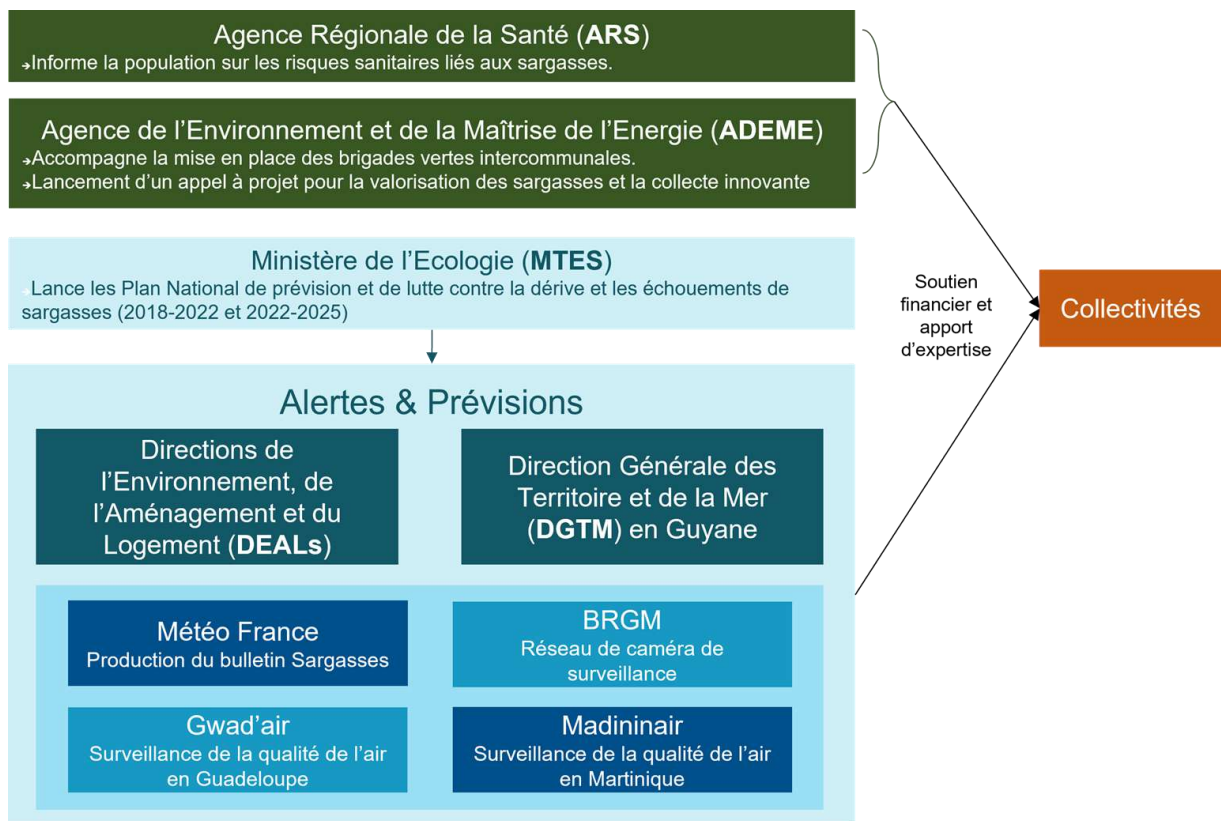 Agence Régionale de la Santé (ARS)
→Informe la population sur les risques sanitaires liés aux sargasses.
Agence de l’Environnement et de la Maîtrise de l’Energie (ADEME)
→Accompagne la mise en place des brigades vertes intercommunales.
→Lancement d’un appel à projet pour la valorisation des sargasses et la collecte innovante
Ministère de l’Ecologie (MTES)
→Lance les Plan National de prévision et de lutte contre la dérive et les échouements de
sargasses (2018-2022 et 2022-2025)
Soutien
financier et
apport
d’expertise
Collectivités
Alertes & Prévisions
Directions de
l’Environnement, de
l’Aménagement et du
Logement (DEALs)
Direction Générale des
Territoire et de la Mer
(DGTM) en Guyane
Météo France
Production du bulletin Sargasses
BRGM
Réseau de caméra de
surveillance
Gwad’air
Surveillance de la qualité de l’air
en Guadeloupe
Madininair
Surveillance de la qualité de l’air
en Martinique